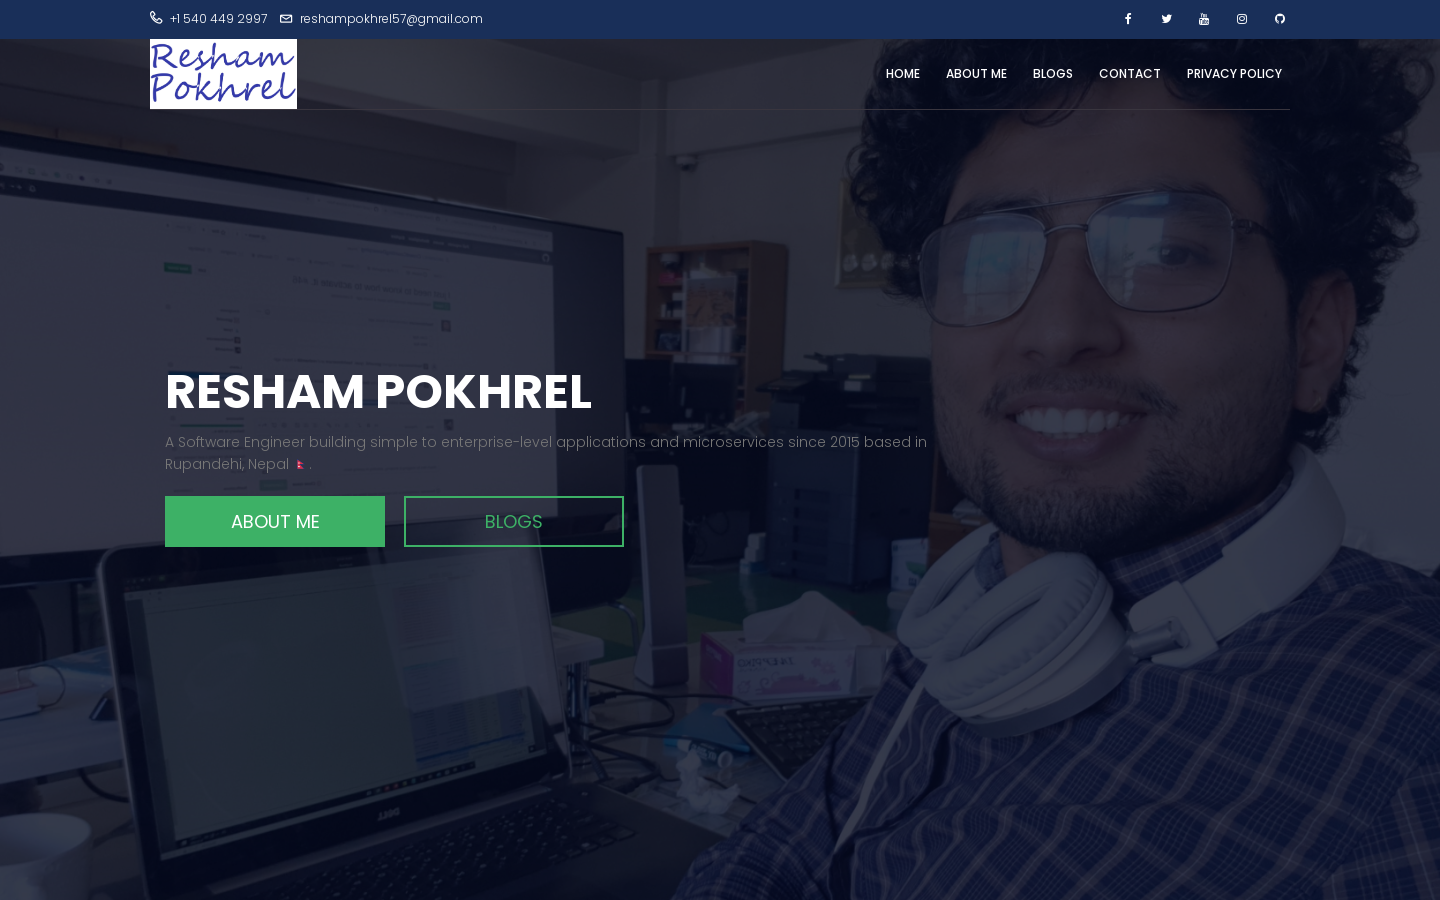 +1 540 449 2997 reshampokhrel57@gmail.com
Resham
Pokhrel
HOME ABOUT ME BLOGS CONTACT PRIVACY POLICY
RESHAM POKHREL
A Software Engineer building simple to enterprise-level applications and microservices since 2015 based in
Rupandehi, Nepal 🇳🇵 .
ABOUT ME BLOGS
DELL